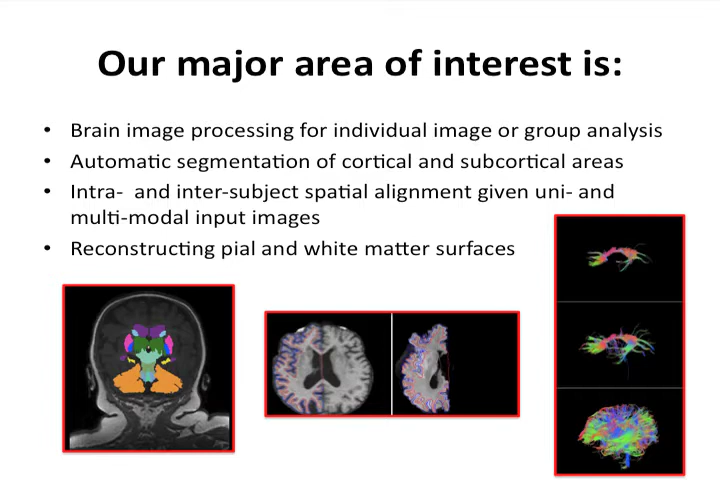 Our major area of interest is:
• Brain image processing for individual image or group analysis
• Automatic segmentation of cortical and subcortical areas
• Intra- and inter-subject spatial alignment given uni- and
multi-modal input images
• Reconstructing pial and white matter surfaces